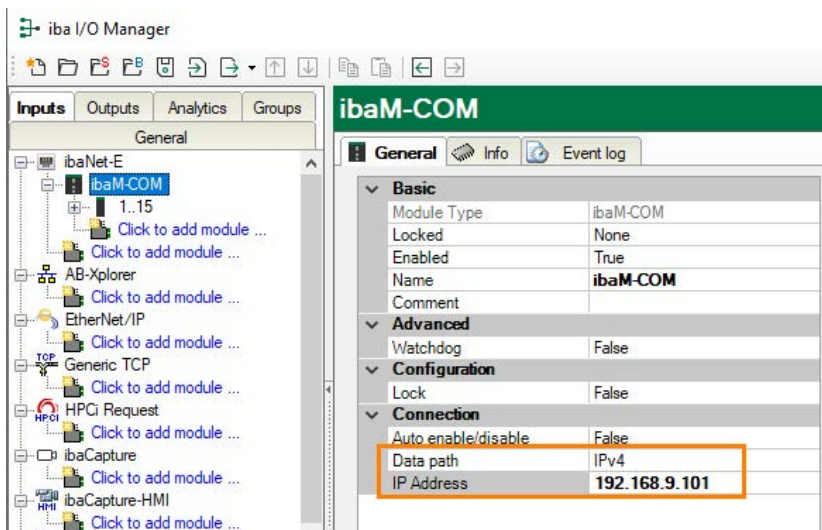 iba I/O Manager
Inputs Outputs Analytics Groups
General
ibaNet-E
ibaM-COM
1..15
Click to add module ...
Click to add module ...
AB-Xplorer
Click to add module ...
EtherNet/IP
Click to add module ...
TCP
Generic TCP
Click to add module ...
HPCi
HPCi Request
Click to add module ...
ibaCapture
Click to add module ...
HMI
ibaCapture-HMI
Click to add module ...
ibaM-COM
General Info Event log
Basic
Module Type ibaM-COM
Locked None
Enabled True
Name ibaM-COM
Comment
Advanced
Watchdog False
Configuration
Lock False
Connection
Auto enable/disable False
Data path IPv4
IP Address 192.168.9.101